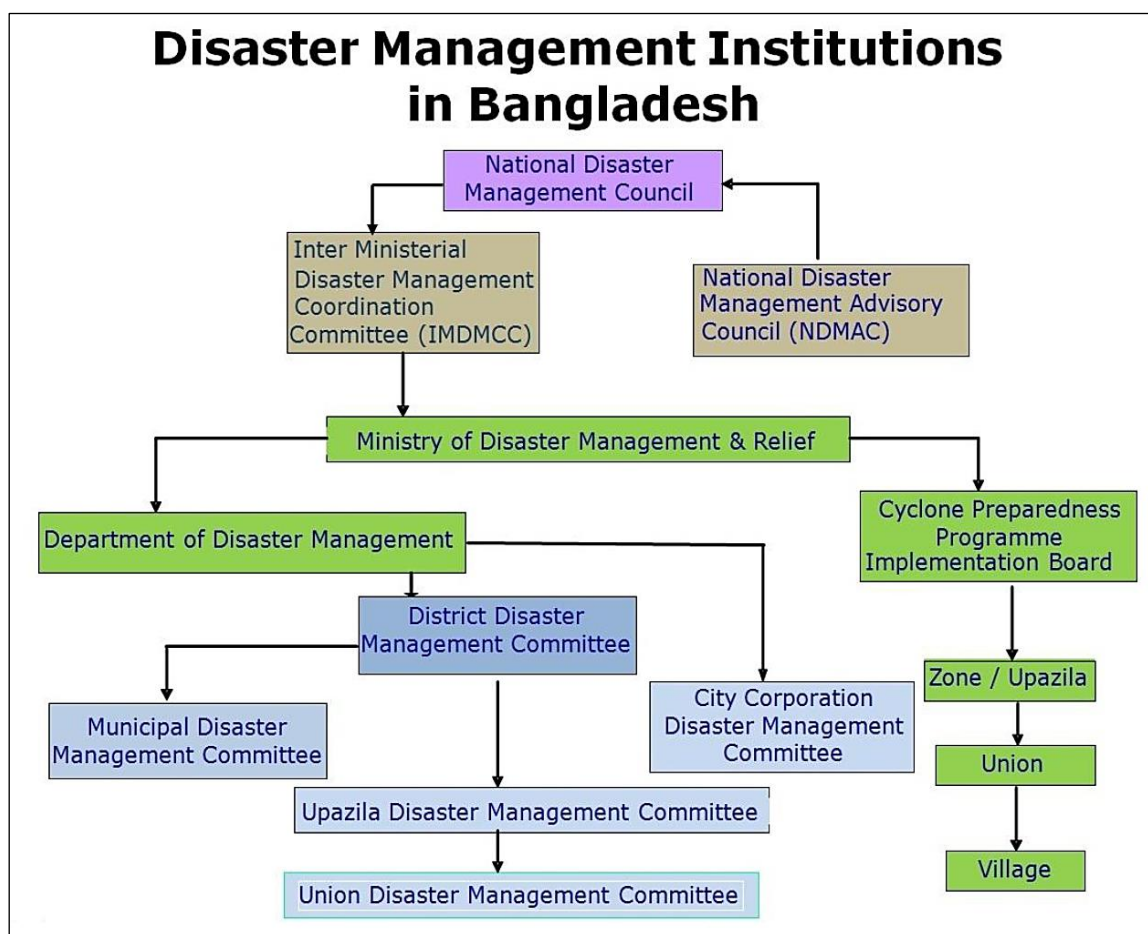 Disaster Management Institutions
in Bangladesh
National Disaster
Management Council
Inter Ministerial
Disaster Management
Coordination
Committee (IMDMCC)
National Disaster
Management Advisory
Council (NDMAC)
Ministry of Disaster Management & Relief
Department of Disaster Management
Cyclone Preparedness
Programme
Implementation Board
District Disaster
Management Committee
Municipal Disaster
Management Committee
City Corporation
Disaster Management
Committee
Zone / Upazila
Union
Upazila Disaster Management Committee
Village
Union Disaster Management Committee